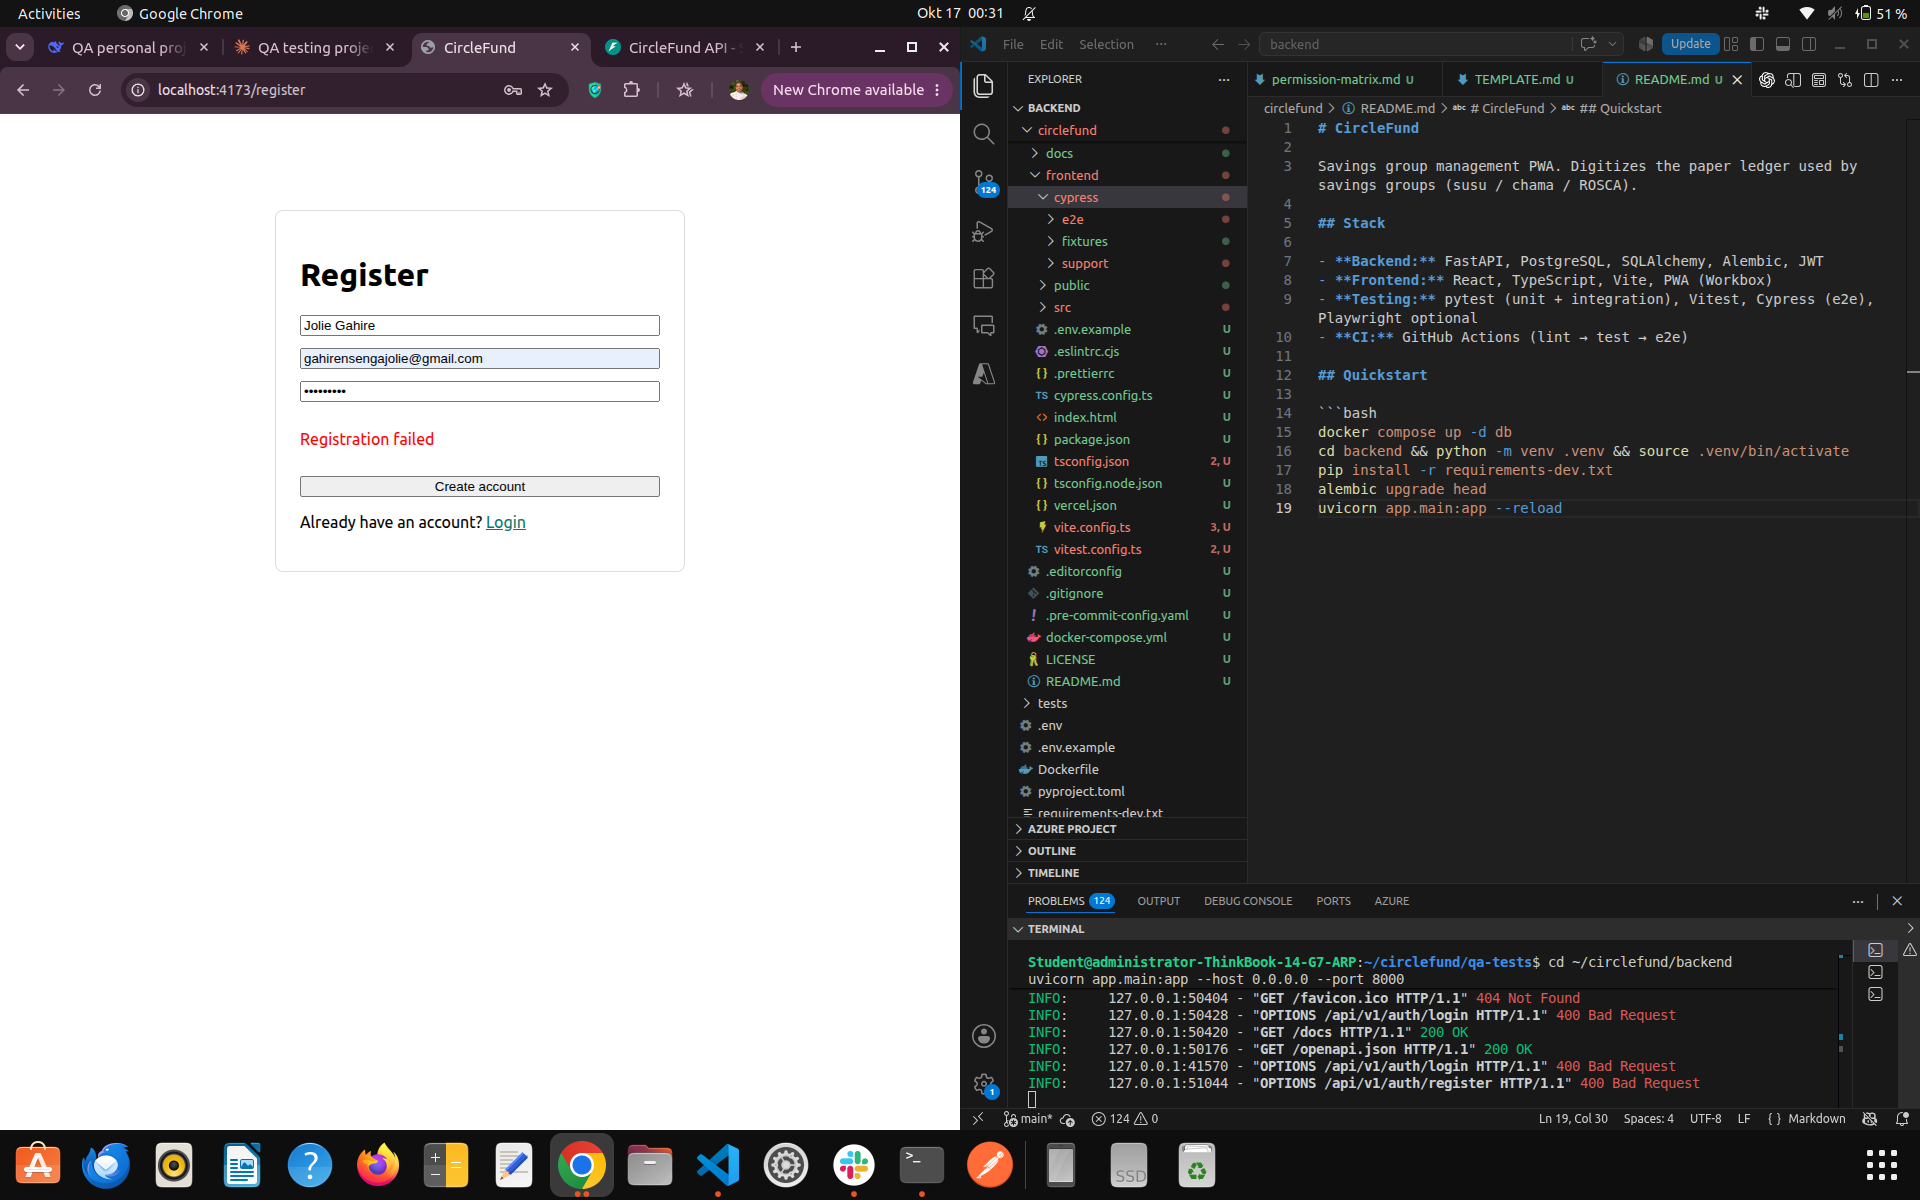 Activities
Google Chrome
Okt 17 00:31
51 %
QA personal proj
QA testing proje
CircleFund
CircleFund API - S
localhost:4173/register
New Chrome available
Register
Jolie Gahire
gahirensengajolie@gmail.com
•••••••••
Registration failed
Create account
Already have an account? Login
File Edit Selection ···
backend
Update
EXPLORER
BACKEND
circlefund
docs
frontend
cypress
e2e
fixtures
support
public
src
.env.example U
.eslintrc.cjs U
.prettierrc U
TS cypress.config.ts U
index.html U
package.json U
tsconfig.json 2, U
tsconfig.node.json U
vercel.json U
vite.config.ts 3, U
TS vitest.config.ts 2, U
.editorconfig U
.gitignore U
.pre-commit-config.yaml U
docker-compose.yml U
LICENSE U
README.md U
tests
.env
.env.example
Dockerfile
pyproject.toml
requirements-dev.txt
AZURE PROJECT
OUTLINE
TIMELINE
124
1
permission-matrix.md U
TEMPLATE.md U
README.md U
circlefund > README.md > abc # CircleFund > abc ## Quickstart
1 # CircleFund
2
3 Savings group management PWA. Digitizes the paper ledger used by
savings groups (susu / chama / ROSCA).
4
5 ## Stack
6
7 - **Backend:** FastAPI, PostgreSQL, SQLAlchemy, Alembic, JWT
8 - **Frontend:** React, TypeScript, Vite, PWA (Workbox)
9 - **Testing:** pytest (unit + integration), Vitest, Cypress (e2e),
Playwright optional
10 - **CI:** GitHub Actions (lint → test → e2e)
11
12 ## Quickstart
13
14 ```bash
15 docker compose up -d db
16 cd backend && python -m venv .venv && source .venv/bin/activate
17 pip install -r requirements-dev.txt
18 alembic upgrade head
19 uvicorn app.main:app --reload
PROBLEMS 124 OUTPUT DEBUG CONSOLE PORTS AZURE
TERMINAL
Student@administrator-ThinkBook-14-G7-ARP:~/circlefund/qa-tests$ cd ~/circlefund/backend
uvicorn app.main:app --host 0.0.0.0 --port 8000
INFO: 127.0.0.1:50404 - "GET /favicon.ico HTTP/1.1" 404 Not Found
INFO: 127.0.0.1:50428 - "OPTIONS /api/v1/auth/login HTTP/1.1" 400 Bad Request
INFO: 127.0.0.1:50420 - "GET /docs HTTP/1.1" 200 OK
INFO: 127.0.0.1:50176 - "GET /openapi.json HTTP/1.1" 200 OK
INFO: 127.0.0.1:41570 - "OPTIONS /api/v1/auth/login HTTP/1.1" 400 Bad Request
INFO: 127.0.0.1:51044 - "OPTIONS /api/v1/auth/register HTTP/1.1" 400 Bad Request
main* 124 0 Ln 19, Col 30 Spaces: 4 UTF-8 LF { } Markdown
SSD